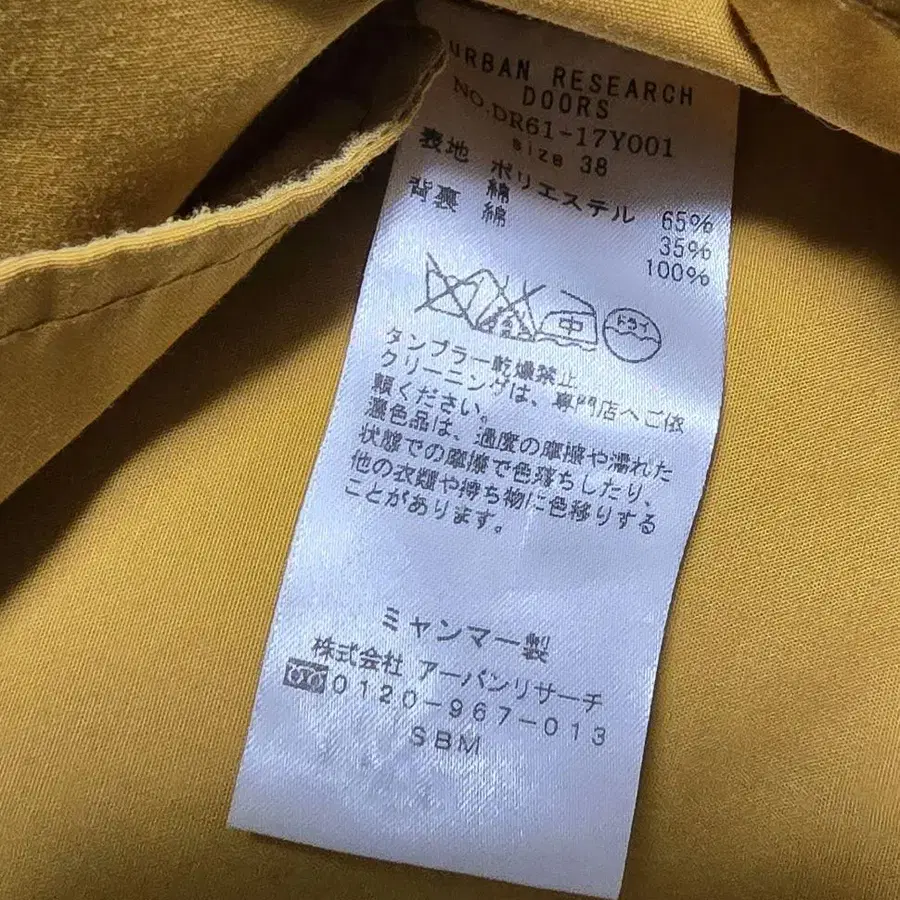 URBAN RESEARCH
DOORS
NO.DR61-17Y001
size 38
表地 ポリエステル 65%
綿 35%
背裏 綿 100%
中 ドライ
タンブラー乾燥禁止
クリーニングは、専門店へご依
頼ください。
濃色品は、過度の摩擦や濡れた
状態での摩擦で色落ちしたり、
他の衣類や持ち物に色移りする
ことがあります。
ミャンマー製
株式会社 アーバンリサーチ
0120-967-013
SBM